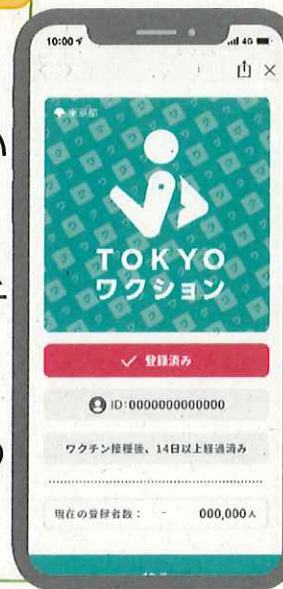 10:00
4G
東京都
TOKYO
ワクション
✓ 登録済み
ID:0000000000000
ワクチン接種後、14日以上経過済み
現在の登録者数： 000,000人